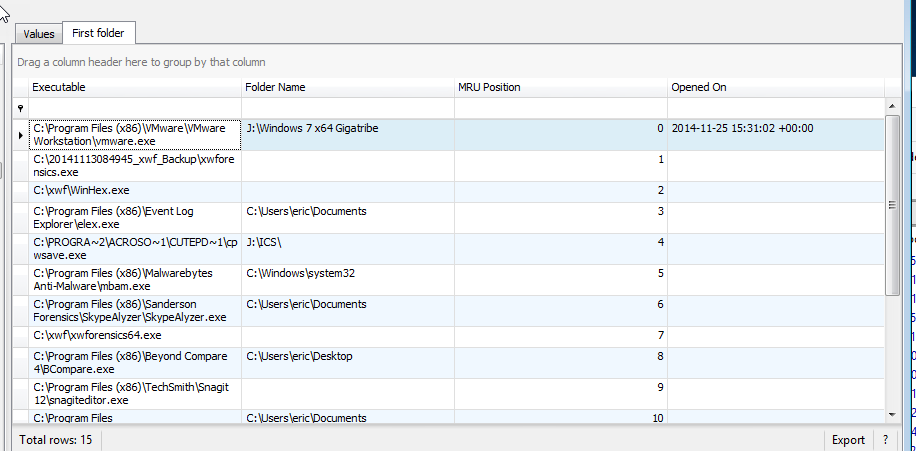 Values First folder
Drag a column header here to group by that column
Executable Folder Name MRU Position Opened On
C:\Program Files (x86)\VMware\VMware J:\Windows 7 x64 Gigatribe 0 2014-11-25 15:31:02 +00:00
Workstation\vmware.exe
C:\20141113084945_xwf_Backup\xwfore 1
nsics.exe
C:\xwf\WinHex.exe 2
C:\Program Files (x86)\Event Log C:\Users\eric\Documents 3
Explorer\elex.exe
C:\PROGRA~2\ACROSO~1\CUTEPD~1\cp J:\ICS\ 4
wsave.exe
C:\Program Files (x86)\Malwarebytes C:\Windows\system32 5
Anti-Malware\mbam.exe
C:\Program Files (x86)\Sanderson C:\Users\eric\Documents 6
Forensics\SkypeAlyzer\SkypeAlyzer.exe
C:\xwf\xwforensics64.exe 7
C:\Program Files (x86)\Beyond Compare C:\Users\eric\Desktop 8
4\BCompare.exe
C:\Program Files (x86)\TechSmith\Snagit 9
12\snagiteditor.exe
C:\Program Files C:\Users\eric\Documents 10
Total rows: 15 Export ?